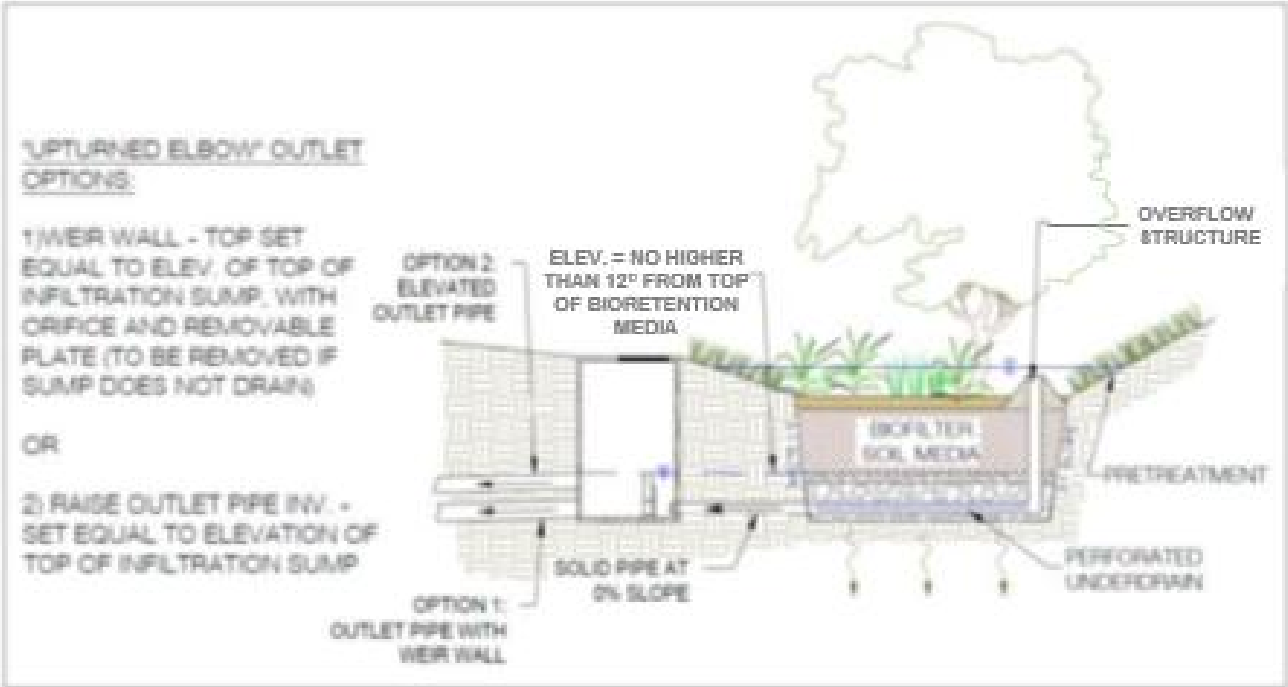 "UPTURNED ELBOW" OUTLET
OPTIONS:
1)WEIR WALL - TOP SET
EQUAL TO ELEV. OF TOP OF
INFILTRATION SUMP, WITH
ORIFICE AND REMOVABLE
PLATE (TO BE REMOVED IF
SUMP DOES NOT DRAIN)
OR
2) RAISE OUTLET PIPE INV. -
SET EQUAL TO ELEVATION OF
TOP OF INFILTRATION SUMP
OPTION 2:
ELEVATED
OUTLET PIPE
ELEV. = NO HIGHER
THAN 12" FROM TOP
OF BIORETENTION
MEDIA
OVERFLOW
STRUCTURE
BIOFILTER
SOIL MEDIA
PRETREATMENT
SOLID PIPE AT
0% SLOPE
PERFORATED
UNDERDRAIN
OPTION 1:
OUTLET PIPE WITH
WEIR WALL